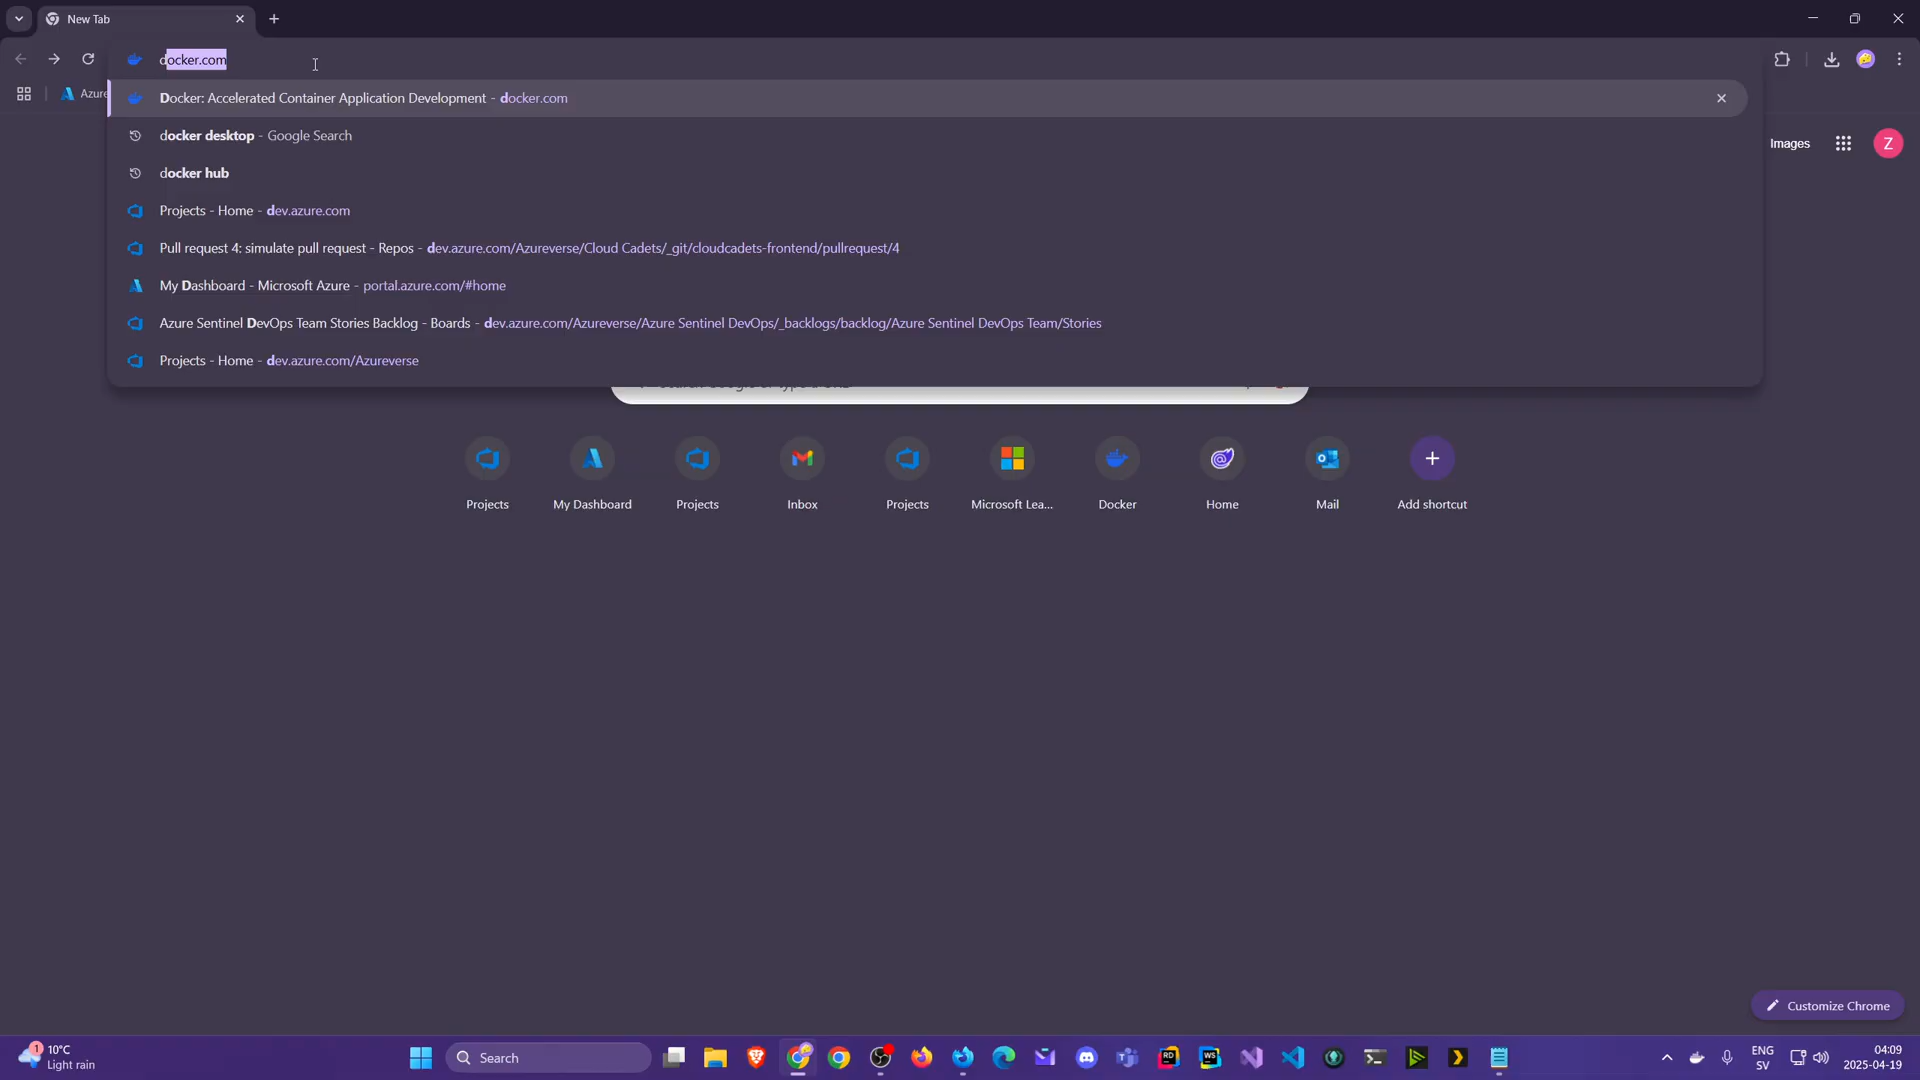 New Tab
docker.com
Azure
Docker: Accelerated Container Application Development - docker.com
docker desktop - Google Search
docker hub
Projects - Home - dev.azure.com
Pull request 4: simulate pull request - Repos - dev.azure.com/Azureverse/Cloud Cadets/_git/cloudcadets-frontend/pullrequest/4
My Dashboard - Microsoft Azure - portal.azure.com/#home
Azure Sentinel DevOps Team Stories Backlog - Boards - dev.azure.com/Azureverse/Azure Sentinel DevOps/_backlogs/backlog/Azure Sentinel DevOps Team/Stories
Projects - Home - dev.azure.com/Azureverse
Images
Z
Projects
My Dashboard
Projects
Inbox
Projects
Microsoft Lea...
Docker
Home
Mail
Add shortcut
Customize Chrome
1
10°C
Light rain
Search
RD
WS
ENG
SV
04:09
2025-04-19